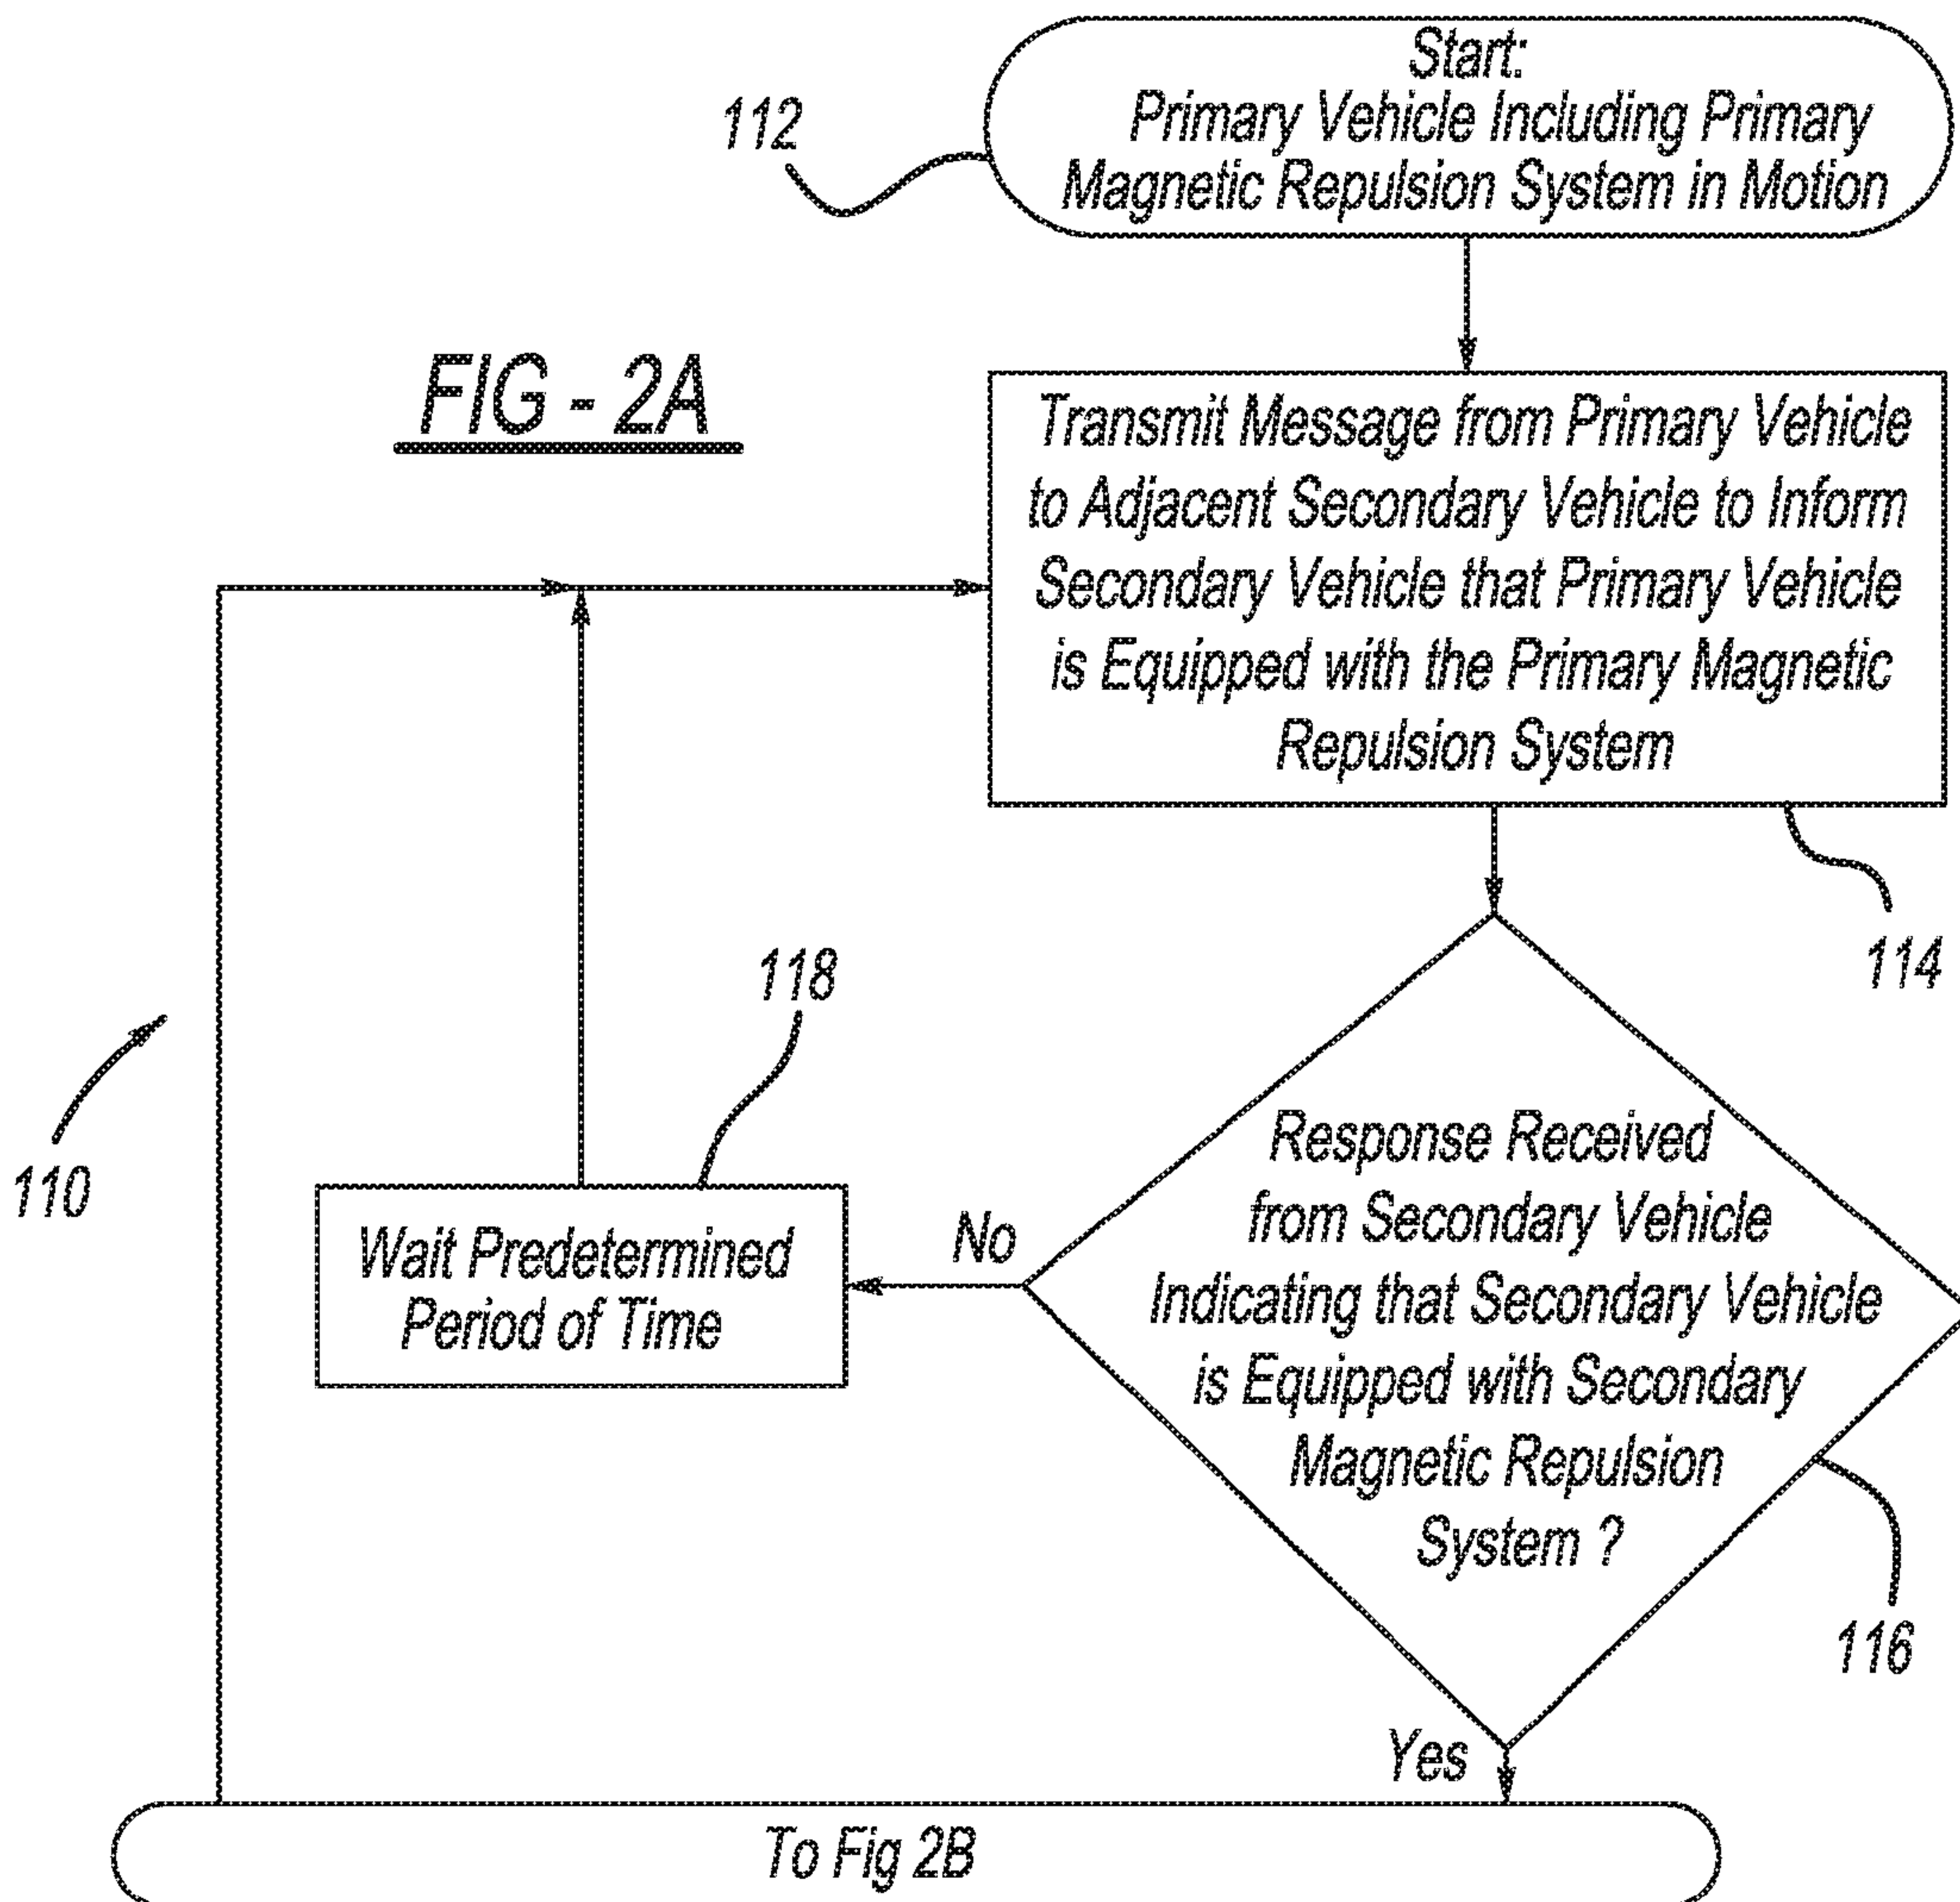 Start:
Primary Vehicle Including Primary
Magnetic Repulsion System in Motion
112
FIG - 2A
Transmit Message from Primary Vehicle
to Adjacent Secondary Vehicle to Inform
Secondary Vehicle that Primary Vehicle
is Equipped with the Primary Magnetic
Repulsion System
114
118
110
Response Received
from Secondary Vehicle
Indicating that Secondary Vehicle
is Equipped with Secondary
Magnetic Repulsion
System ?
No
Wait Predetermined
Period of Time
116
Yes
To Fig 2B